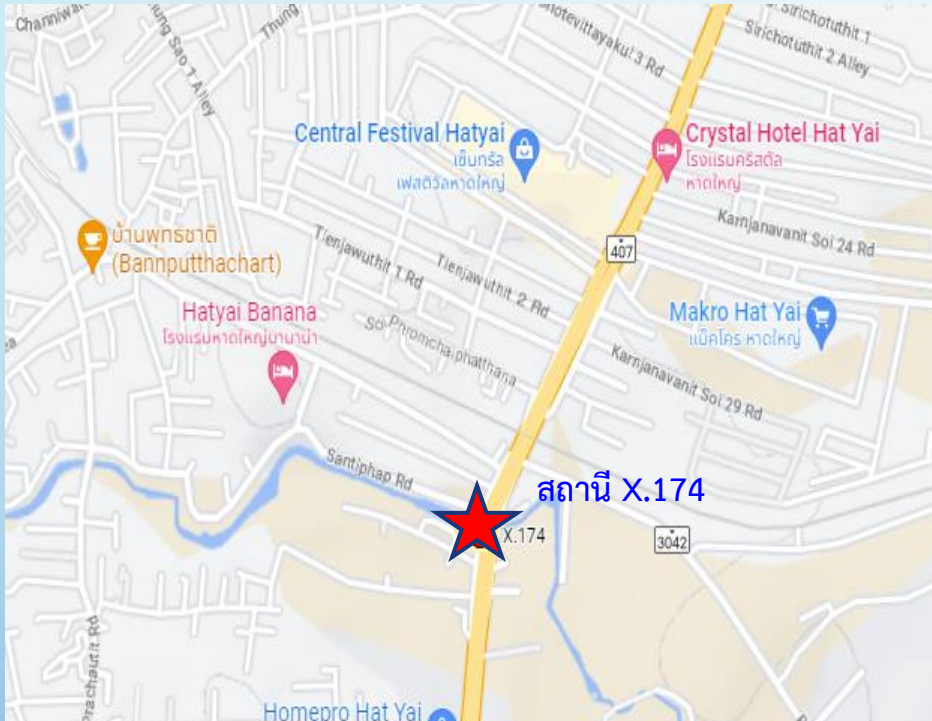 Channiwa
Thung Sao 1 Alley
Thung
notevittayakul 3 Rd
Sirichotuthit 1
Sirichotuthit 2 Alley
Central Festival Hatyai
เซ็นทรัล
เฟสติวัลหาดใหญ่
Crystal Hotel Hat Yai
โรงแรมคริสตัล
หาดใหญ่
บ้านพุทธชาติ
(Bannputthachart)
Tienjawuthit 1 Rd
Tienjawuthit 2 Rd
407
Karnjanavanit Soi 24 Rd
Hatyai Banana
โรงแรมหาดใหญ่บานาน่า
Soi Phromchaiphatthana
Makro Hat Yai
แม็คโคร หาดใหญ่
Karnjanavanit Soi 29 Rd
Santiphap Rd
สถานี X.174
X.174
3042
Prachautit Rd
Homepro Hat Yai